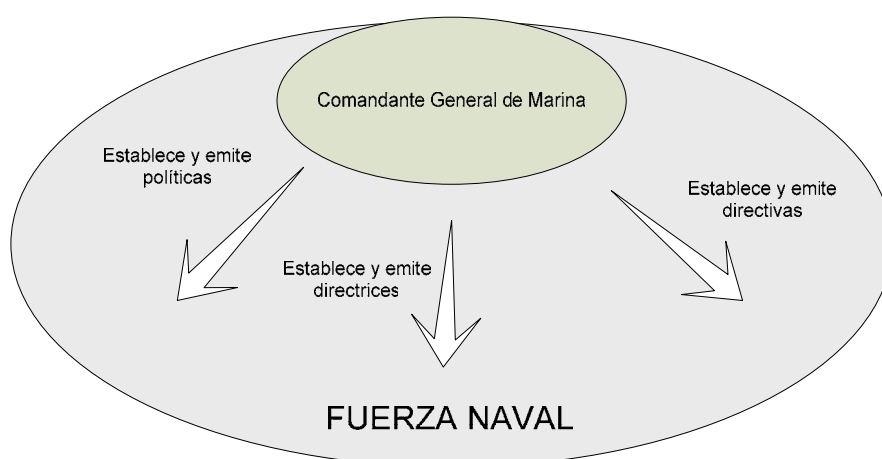 Comandante General de Marina
Establece y emite
políticas
Establece y emite
directivas
Establece y emite
directrices
FUERZA NAVAL